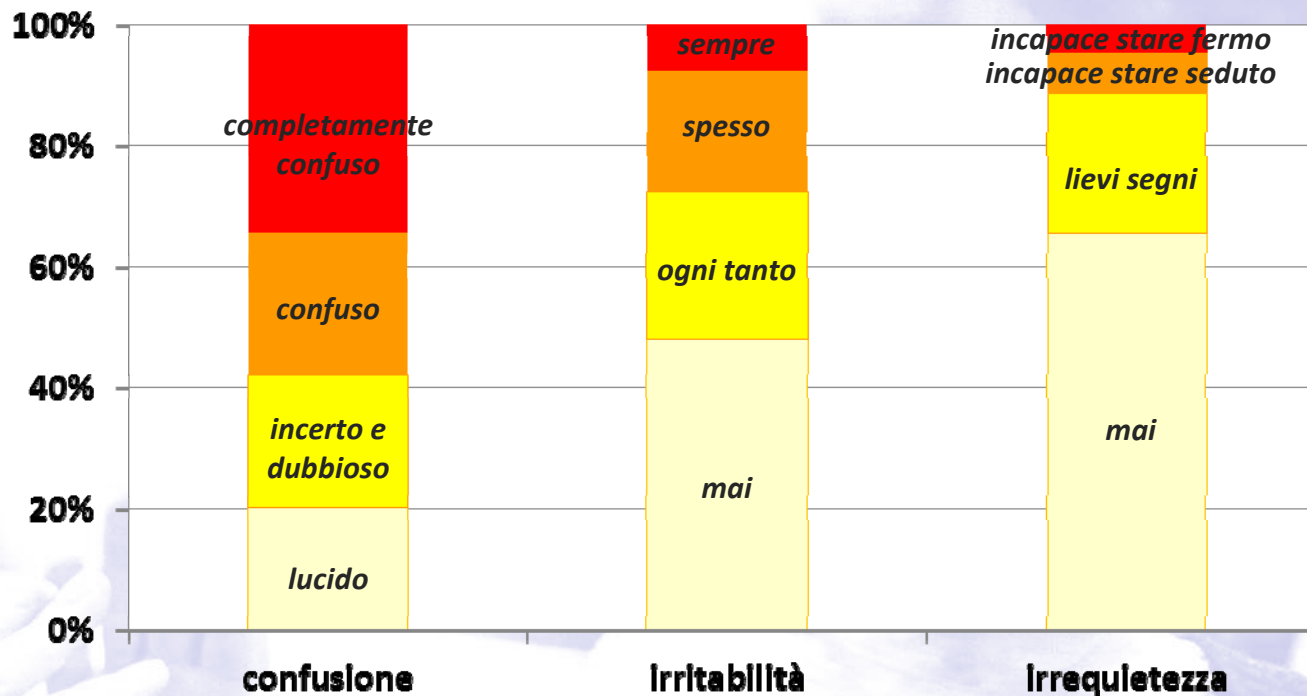 100%
80%
60%
40%
20%
0%
completamente
confuso
confuso
incerto e
dubbioso
lucido
sempre
spesso
ogni tanto
mai
incapace stare fermo
incapace stare seduto
lievi segni
mai
confusione
irritabilità
irrequietezza